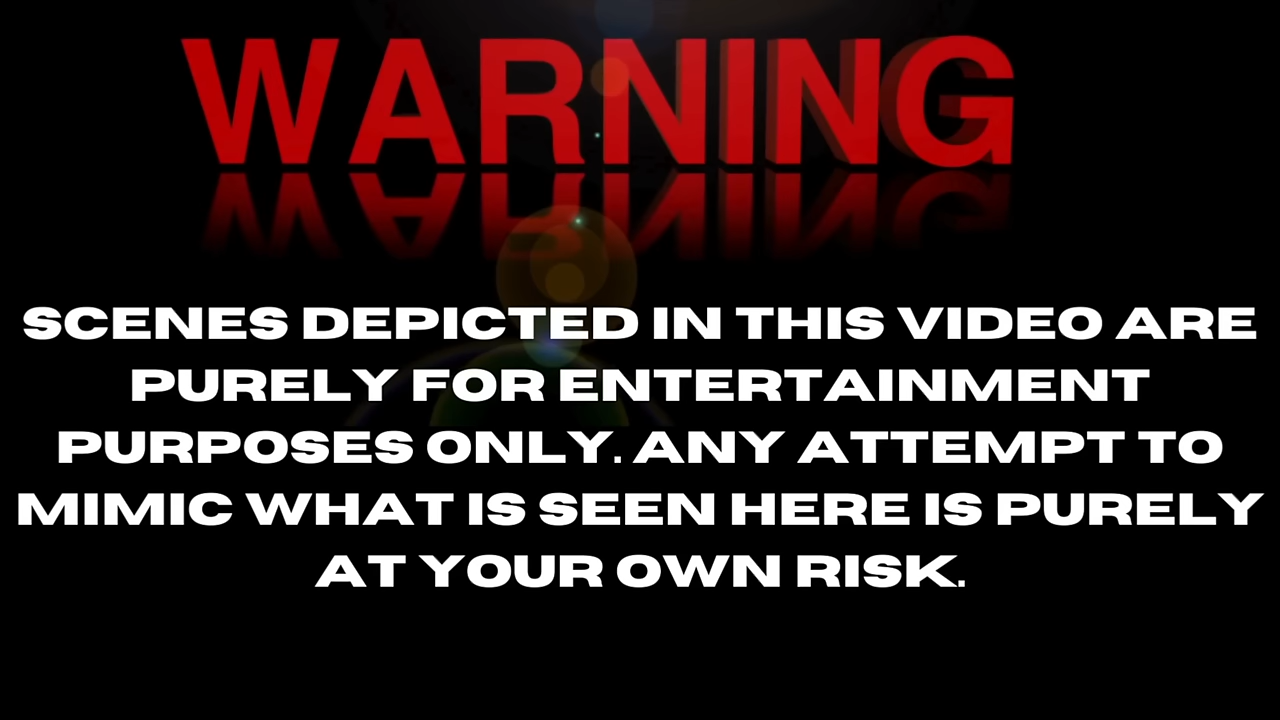 WARNING
SCENES DEPICTED IN THIS VIDEO ARE
PURELY FOR ENTERTAINMENT
PURPOSES ONLY. ANY ATTEMPT TO
MIMIC WHAT IS SEEN HERE IS PURELY
AT YOUR OWN RISK.